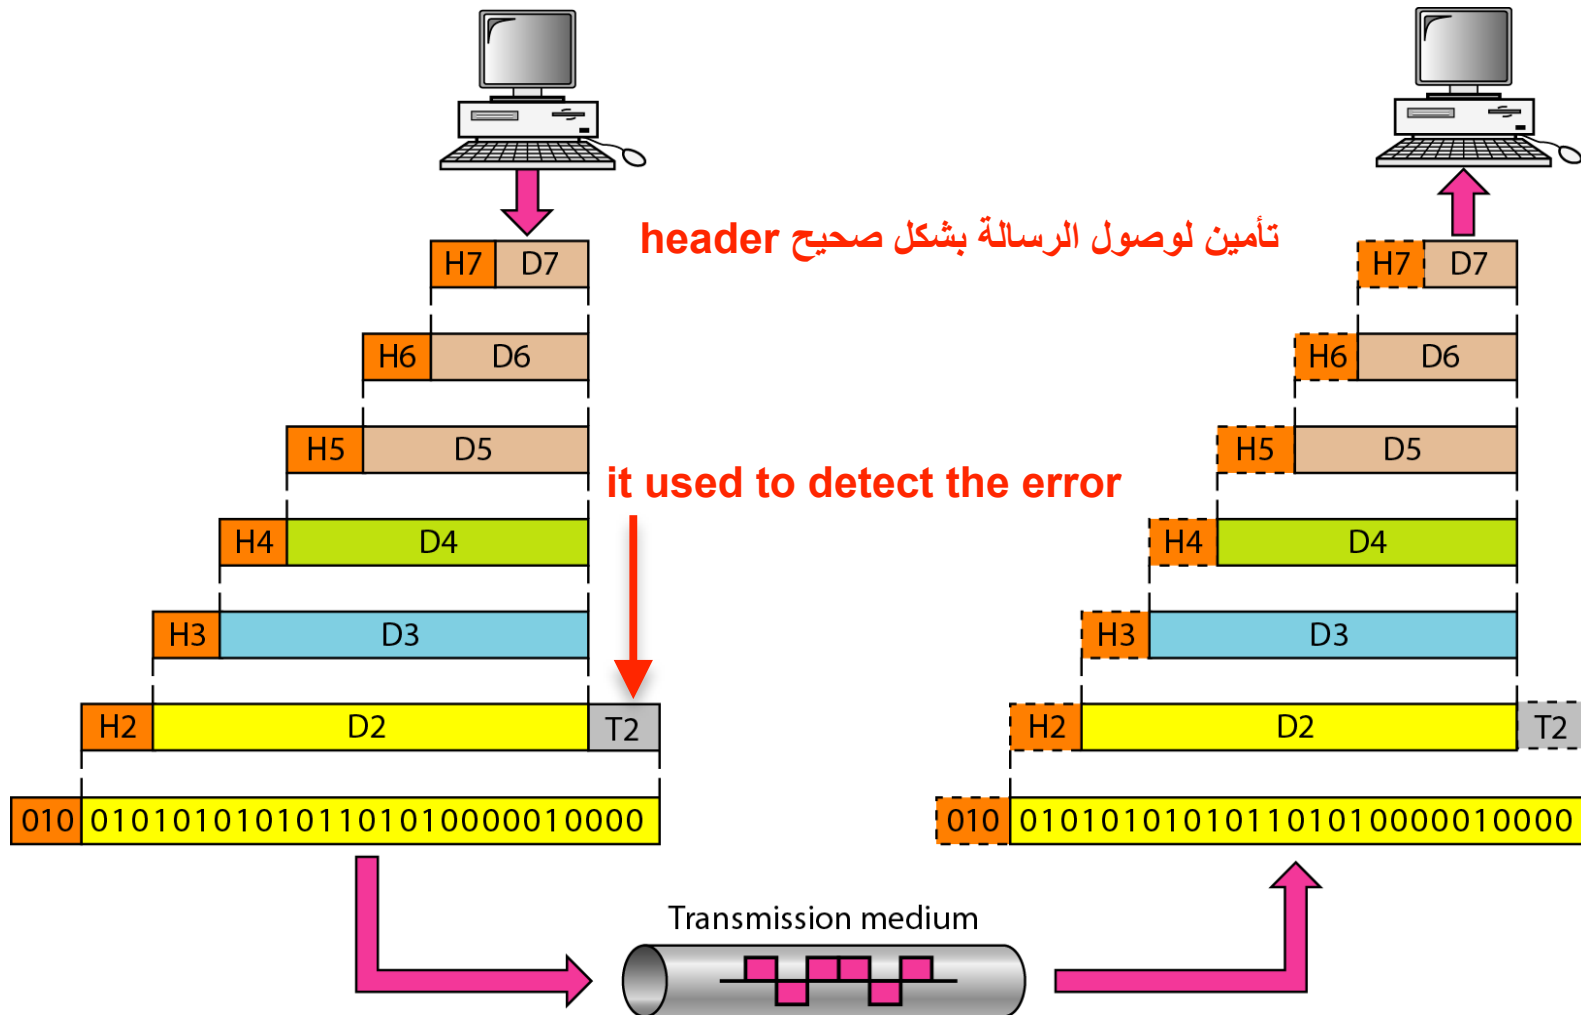 تأمين لوصول الرسالة بشكل صحيح header
H7 D7
H7 D7
H6 D6
H6 D6
H5 D5
H5 D5
it used to detect the error
H4 D4
H4 D4
H3 D3
H3 D3
H2 D2 T2
H2 D2 T2
010 010101010101101010000010000
010 010101010101101010000010000
Transmission medium